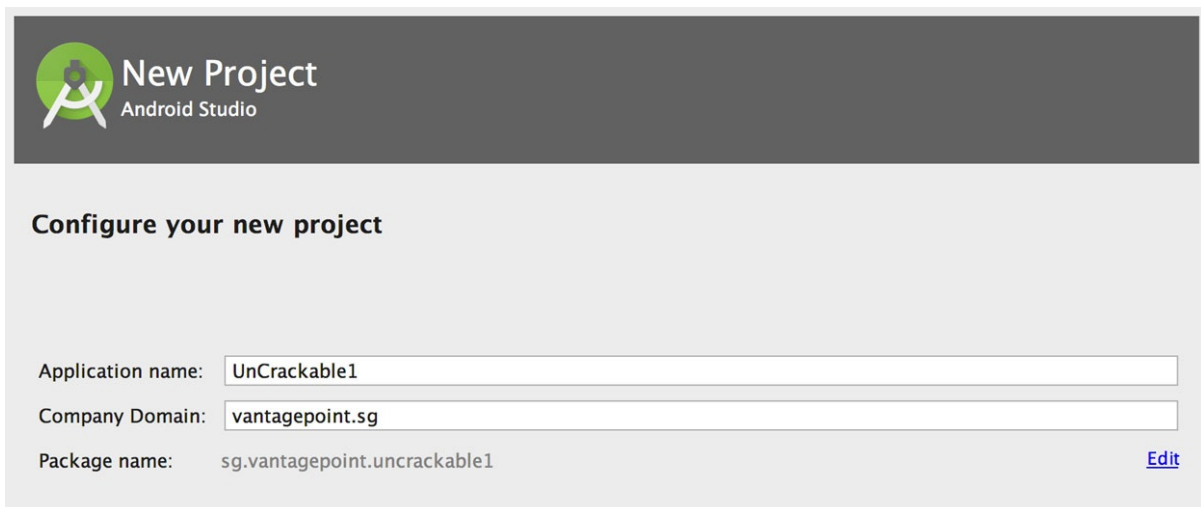 New Project
Android Studio
Configure your new project
Application name: UnCrackable1
Company Domain: vantagepoint.sg
Package name: sg.vantagepoint.uncrackable1 Edit